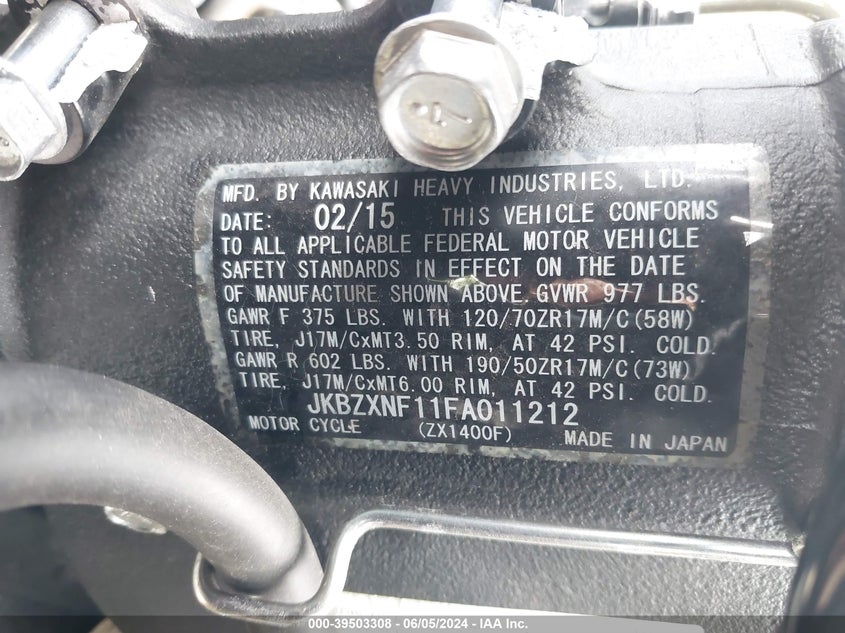 MFD. BY KAWASAKI HEAVY INDUSTRIES, LTD.
DATE: 02/15 THIS VEHICLE CONFORMS
TO ALL APPLICABLE FEDERAL MOTOR VEHICLE
SAFETY STANDARDS IN EFFECT ON THE DATE
OF MANUFACTURE SHOWN ABOVE. GVWR 977 LBS.
GAWR F 375 LBS. WITH 120/70ZR17M/C(58W)
TIRE, J17M/CxMT3.50 RIM, AT 42 PSI. COLD.
GAWR R 602 LBS. WITH 190/50ZR17M/C(73W)
TIRE, J17M/CxMT6.00 RIM, AT 42 PSI. COLD.
JKBZXNF11FA011212
MOTOR CYCLE (ZX1400F) MADE IN JAPAN
000-39503308 - 06/05/2024 - IAA Inc.